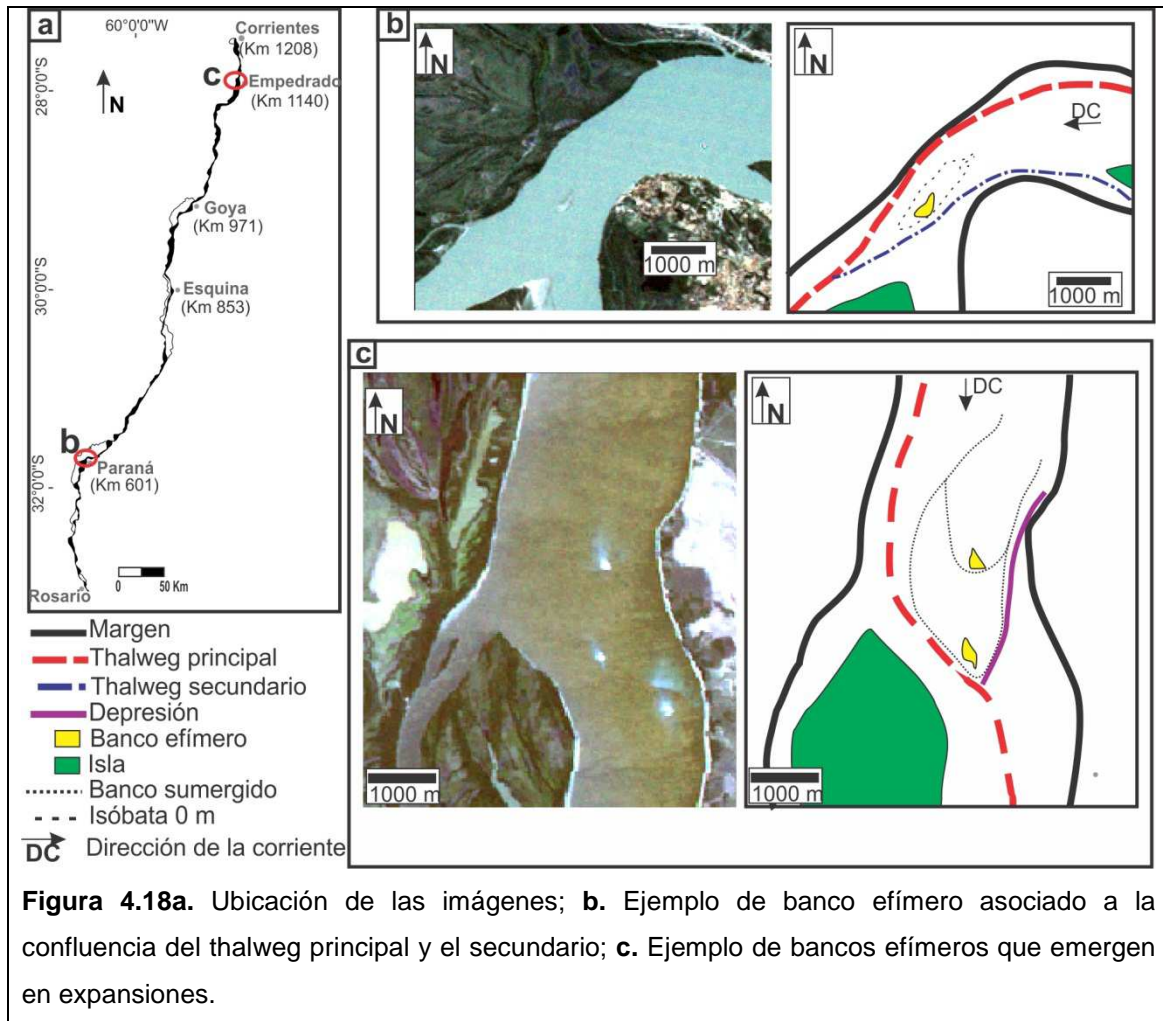 a
60°0'0"W
Corrientes
(Km 1208)
c
Empedrado
(Km 1140)
28°0'0"S
N
Goya
(Km 971)
30°0'0"S
Esquina
(Km 853)
b
Paraná
(Km 601)
32°0'0"S
0 50 Km
Rosario
Margen
Thalweg principal
Thalweg secundario
Depresión
Banco efímero
Isla
Banco sumergido
Isóbata 0 m
DC Dirección de la corriente
b
N
1000 m
N
DC
1000 m
c
N
1000 m
N
DC
1000 m
Figura 4.18a. Ubicación de las imágenes; b. Ejemplo de banco efímero asociado a la
confluencia del thalweg principal y el secundario; c. Ejemplo de bancos efímeros que emergen
en expansiones.